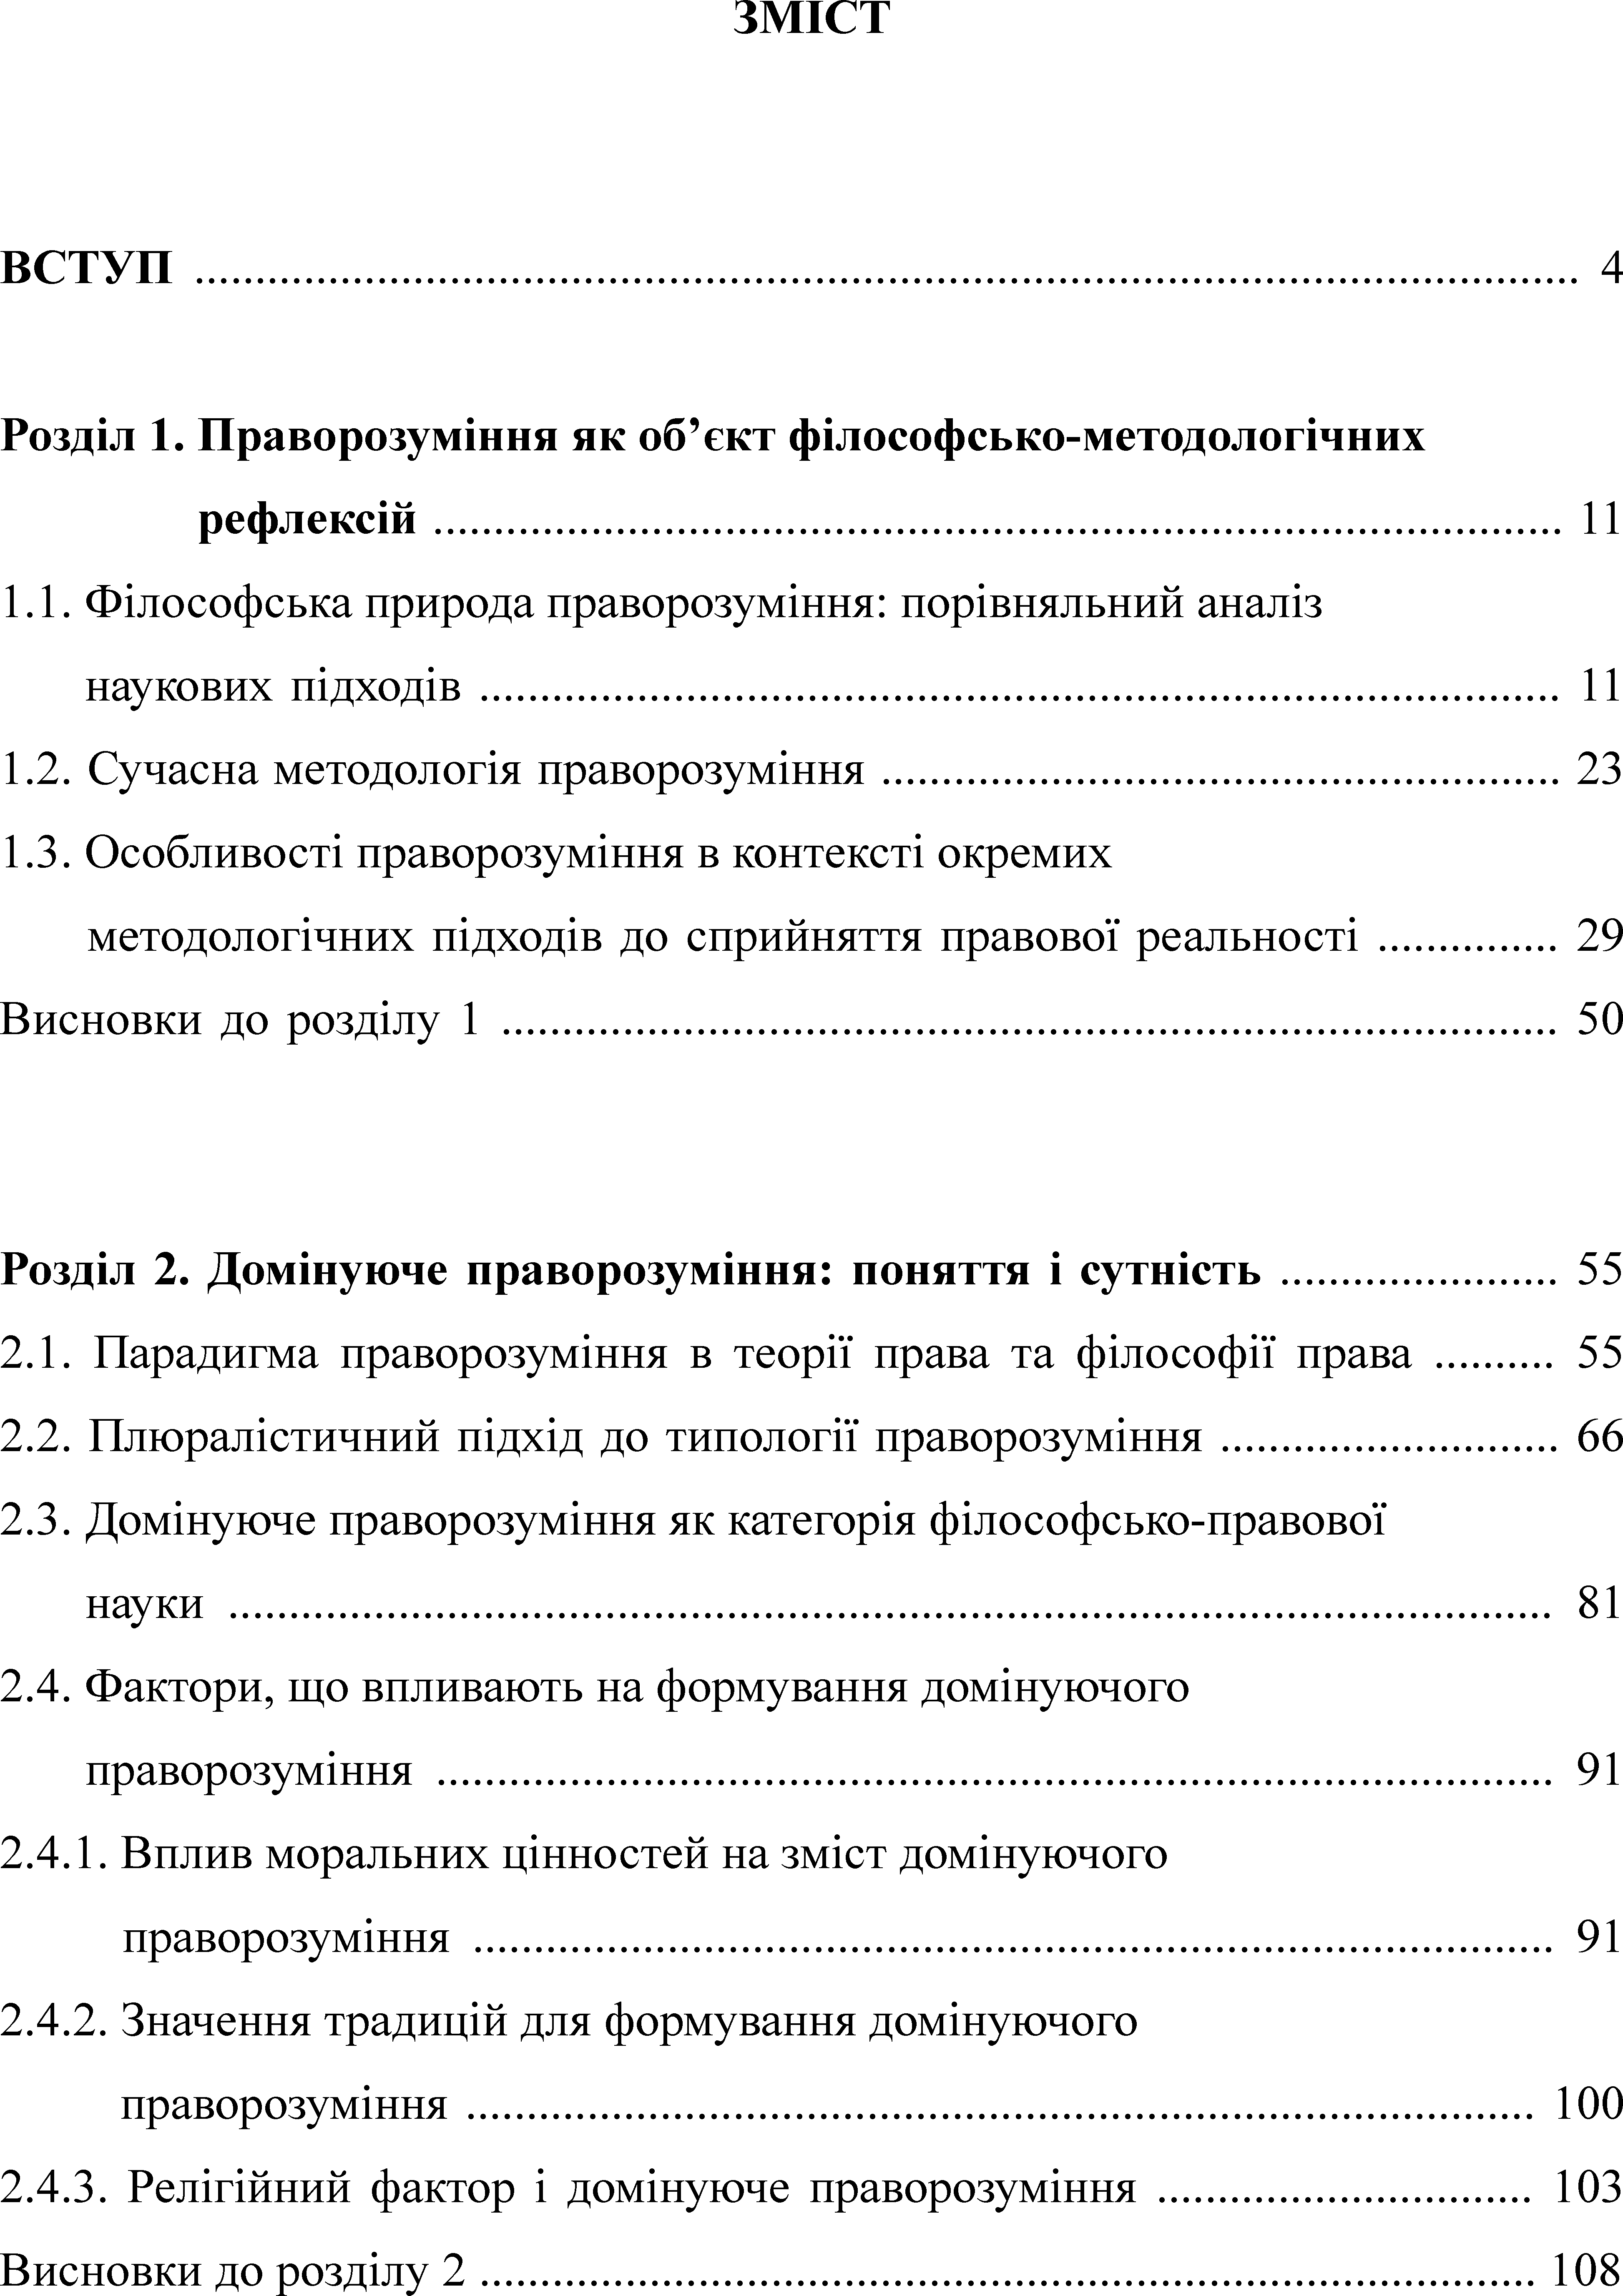 ЗМІСТ
ВСТУП ........................................................................................................................ 4
Розділ 1. Праворозуміння як об’єкт філософсько-методологічних
рефлексій ................................................................................................ 11
1.1. Філософська природа праворозуміння: порівняльний аналіз
наукових підходів ............................................................................................ 11
1.2. Сучасна методологія праворозуміння ......................................................... 23
1.3. Особливості праворозуміння в контексті окремих
методологічних підходів до сприйняття правової реальності ............... 29
Висновки до розділу 1 .......................................................................................... 50
Розділ 2. Домінуюче праворозуміння: поняття і сутність ....................... 55
2.1. Парадигма праворозуміння в теорії права та філософії права .......... 55
2.2. Плюралістичний підхід до типології праворозуміння ............................ 66
2.3. Домінуюче праворозуміння як категорія філософсько-правової
науки ................................................................................................................ 81
2.4. Фактори, що впливають на формування домінуючого
праворозуміння ............................................................................................... 91
2.4.1. Вплив моральних цінностей на зміст домінуючого
праворозуміння ............................................................................................ 91
2.4.2. Значення традицій для формування домінуючого
праворозуміння ........................................................................................... 100
2.4.3. Релігійний фактор і домінуюче праворозуміння ............................... 103
Висновки до розділу 2 .......................................................................................... 108